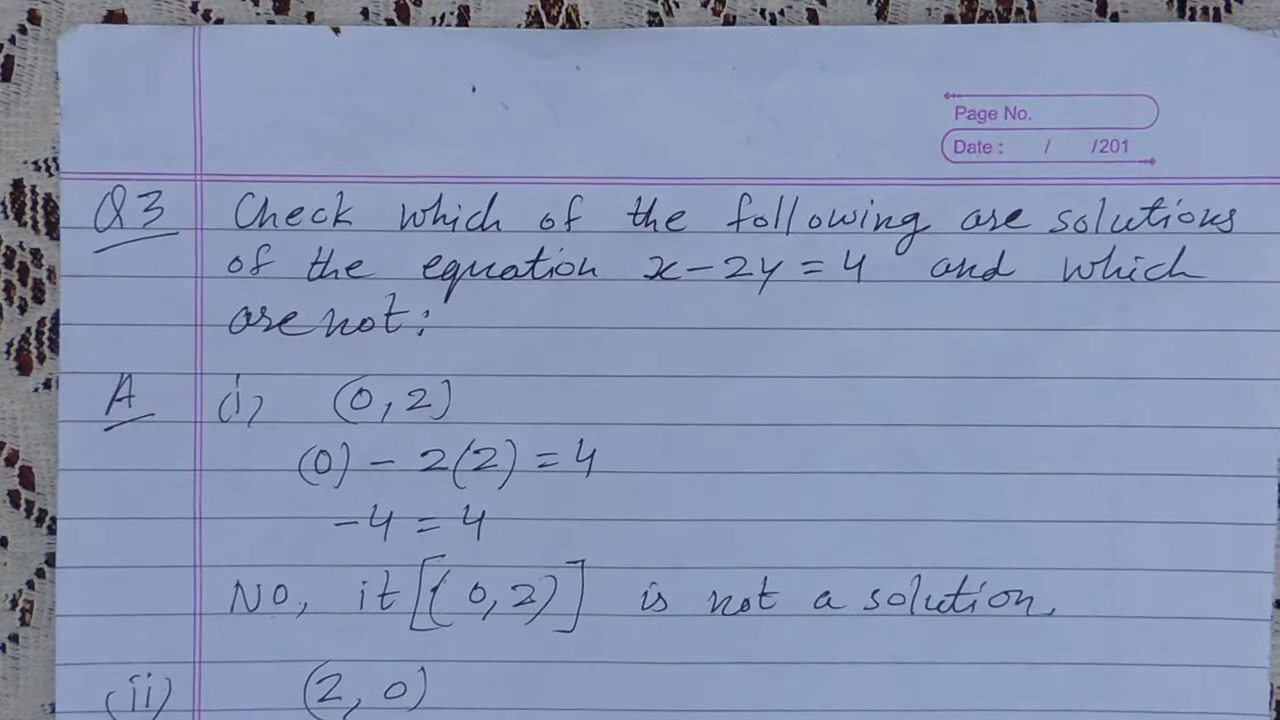 Page No.
Date : / /201
Q3 Check which of the following are solutions
of the equation x-2y=4 and which
are not:
A (i) (0,2)
(0) - 2(2) = 4
-4 = 4
NO, it [(0,2)] is not a solution.
(ii) (2, 0)